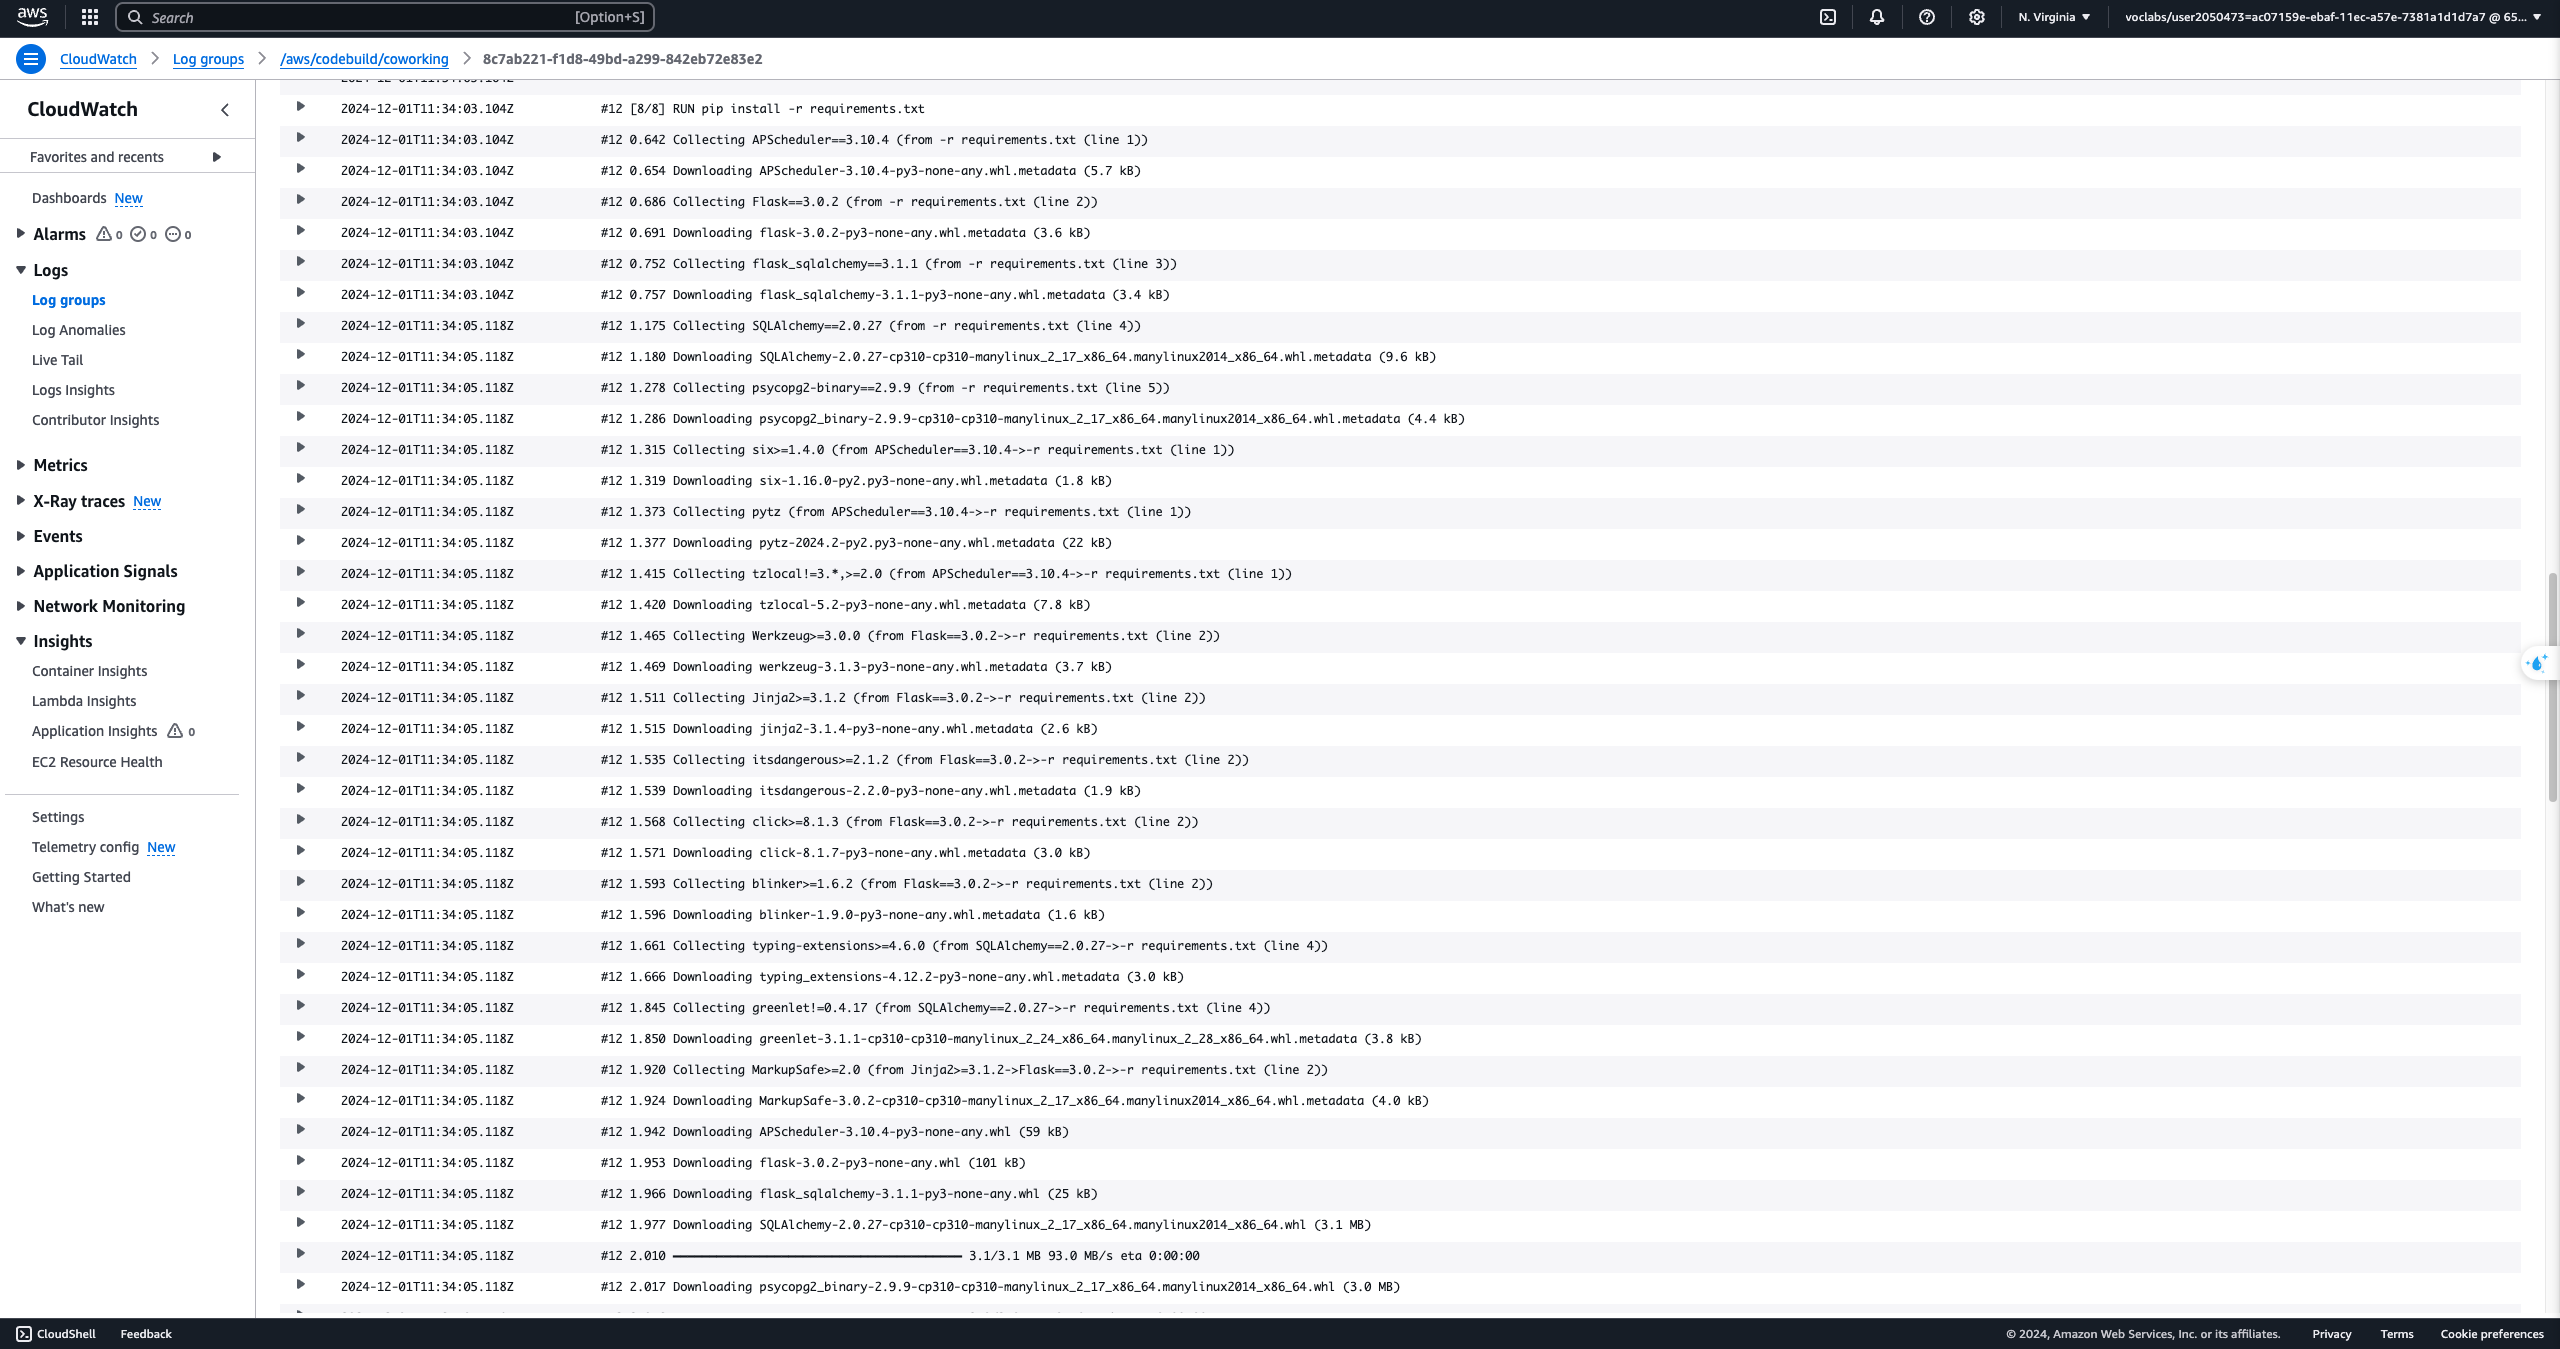 aws
Search [Option+S]
N. Virginia
voclabs/user2050473=ac07159e-ebaf-11ec-a57e-7381a1d1d7a7 @ 65...
CloudWatch
Log groups
/aws/codebuild/coworking
8c7ab221-f1d8-49bd-a299-842eb72e83e2
CloudWatch
Favorites and recents
Dashboards New
Alarms 0 0 0
Logs
Log groups
Log Anomalies
Live Tail
Logs Insights
Contributor Insights
Metrics
X-Ray traces New
Events
Application Signals
Network Monitoring
Insights
Container Insights
Lambda Insights
Application Insights 0
EC2 Resource Health
Settings
Telemetry config New
Getting Started
What's new
2024-12-01T11:34:03.104Z #12 [8/8] RUN pip install -r requirements.txt
2024-12-01T11:34:03.104Z #12 0.642 Collecting APScheduler==3.10.4 (from -r requirements.txt (line 1))
2024-12-01T11:34:03.104Z #12 0.654 Downloading APScheduler-3.10.4-py3-none-any.whl.metadata (5.7 kB)
2024-12-01T11:34:03.104Z #12 0.686 Collecting Flask==3.0.2 (from -r requirements.txt (line 2))
2024-12-01T11:34:03.104Z #12 0.691 Downloading flask-3.0.2-py3-none-any.whl.metadata (3.6 kB)
2024-12-01T11:34:03.104Z #12 0.752 Collecting flask_sqlalchemy==3.1.1 (from -r requirements.txt (line 3))
2024-12-01T11:34:03.104Z #12 0.757 Downloading flask_sqlalchemy-3.1.1-py3-none-any.whl.metadata (3.4 kB)
2024-12-01T11:34:05.118Z #12 1.175 Collecting SQLAlchemy==2.0.27 (from -r requirements.txt (line 4))
2024-12-01T11:34:05.118Z #12 1.180 Downloading SQLAlchemy-2.0.27-cp310-cp310-manylinux_2_17_x86_64.manylinux2014_x86_64.whl.metadata (9.6 kB)
2024-12-01T11:34:05.118Z #12 1.278 Collecting psycopg2-binary==2.9.9 (from -r requirements.txt (line 5))
2024-12-01T11:34:05.118Z #12 1.286 Downloading psycopg2_binary-2.9.9-cp310-cp310-manylinux_2_17_x86_64.manylinux2014_x86_64.whl.metadata (4.4 kB)
2024-12-01T11:34:05.118Z #12 1.315 Collecting six>=1.4.0 (from APScheduler==3.10.4->-r requirements.txt (line 1))
2024-12-01T11:34:05.118Z #12 1.319 Downloading six-1.16.0-py2.py3-none-any.whl.metadata (1.8 kB)
2024-12-01T11:34:05.118Z #12 1.373 Collecting pytz (from APScheduler==3.10.4->-r requirements.txt (line 1))
2024-12-01T11:34:05.118Z #12 1.377 Downloading pytz-2024.2-py2.py3-none-any.whl.metadata (22 kB)
2024-12-01T11:34:05.118Z #12 1.415 Collecting tzlocal!=3.*,>=2.0 (from APScheduler==3.10.4->-r requirements.txt (line 1))
2024-12-01T11:34:05.118Z #12 1.420 Downloading tzlocal-5.2-py3-none-any.whl.metadata (7.8 kB)
2024-12-01T11:34:05.118Z #12 1.465 Collecting Werkzeug>=3.0.0 (from Flask==3.0.2->-r requirements.txt (line 2))
2024-12-01T11:34:05.118Z #12 1.469 Downloading werkzeug-3.1.3-py3-none-any.whl.metadata (3.7 kB)
2024-12-01T11:34:05.118Z #12 1.511 Collecting Jinja2>=3.1.2 (from Flask==3.0.2->-r requirements.txt (line 2))
2024-12-01T11:34:05.118Z #12 1.515 Downloading jinja2-3.1.4-py3-none-any.whl.metadata (2.6 kB)
2024-12-01T11:34:05.118Z #12 1.535 Collecting itsdangerous>=2.1.2 (from Flask==3.0.2->-r requirements.txt (line 2))
2024-12-01T11:34:05.118Z #12 1.539 Downloading itsdangerous-2.2.0-py3-none-any.whl.metadata (1.9 kB)
2024-12-01T11:34:05.118Z #12 1.568 Collecting click>=8.1.3 (from Flask==3.0.2->-r requirements.txt (line 2))
2024-12-01T11:34:05.118Z #12 1.571 Downloading click-8.1.7-py3-none-any.whl.metadata (3.0 kB)
2024-12-01T11:34:05.118Z #12 1.593 Collecting blinker>=1.6.2 (from Flask==3.0.2->-r requirements.txt (line 2))
2024-12-01T11:34:05.118Z #12 1.596 Downloading blinker-1.9.0-py3-none-any.whl.metadata (1.6 kB)
2024-12-01T11:34:05.118Z #12 1.661 Collecting typing-extensions>=4.6.0 (from SQLAlchemy==2.0.27->-r requirements.txt (line 4))
2024-12-01T11:34:05.118Z #12 1.666 Downloading typing_extensions-4.12.2-py3-none-any.whl.metadata (3.0 kB)
2024-12-01T11:34:05.118Z #12 1.845 Collecting greenlet!=0.4.17 (from SQLAlchemy==2.0.27->-r requirements.txt (line 4))
2024-12-01T11:34:05.118Z #12 1.850 Downloading greenlet-3.1.1-cp310-cp310-manylinux_2_24_x86_64.manylinux_2_28_x86_64.whl.metadata (3.8 kB)
2024-12-01T11:34:05.118Z #12 1.920 Collecting MarkupSafe>=2.0 (from Jinja2>=3.1.2->Flask==3.0.2->-r requirements.txt (line 2))
2024-12-01T11:34:05.118Z #12 1.924 Downloading MarkupSafe-3.0.2-cp310-cp310-manylinux_2_17_x86_64.manylinux2014_x86_64.whl.metadata (4.0 kB)
2024-12-01T11:34:05.118Z #12 1.942 Downloading APScheduler-3.10.4-py3-none-any.whl (59 kB)
2024-12-01T11:34:05.118Z #12 1.953 Downloading flask-3.0.2-py3-none-any.whl (101 kB)
2024-12-01T11:34:05.118Z #12 1.966 Downloading flask_sqlalchemy-3.1.1-py3-none-any.whl (25 kB)
2024-12-01T11:34:05.118Z #12 1.977 Downloading SQLAlchemy-2.0.27-cp310-cp310-manylinux_2_17_x86_64.manylinux2014_x86_64.whl (3.1 MB)
2024-12-01T11:34:05.118Z #12 2.010 ━━━━━━━━━━━━━━━━━━━━━━━━━━━━━━━━━━━━━━━━ 3.1/3.1 MB 93.0 MB/s eta 0:00:00
2024-12-01T11:34:05.118Z #12 2.017 Downloading psycopg2_binary-2.9.9-cp310-cp310-manylinux_2_17_x86_64.manylinux2014_x86_64.whl (3.0 MB)
CloudShell
Feedback
© 2024, Amazon Web Services, Inc. or its affiliates.
Privacy
Terms
Cookie preferences